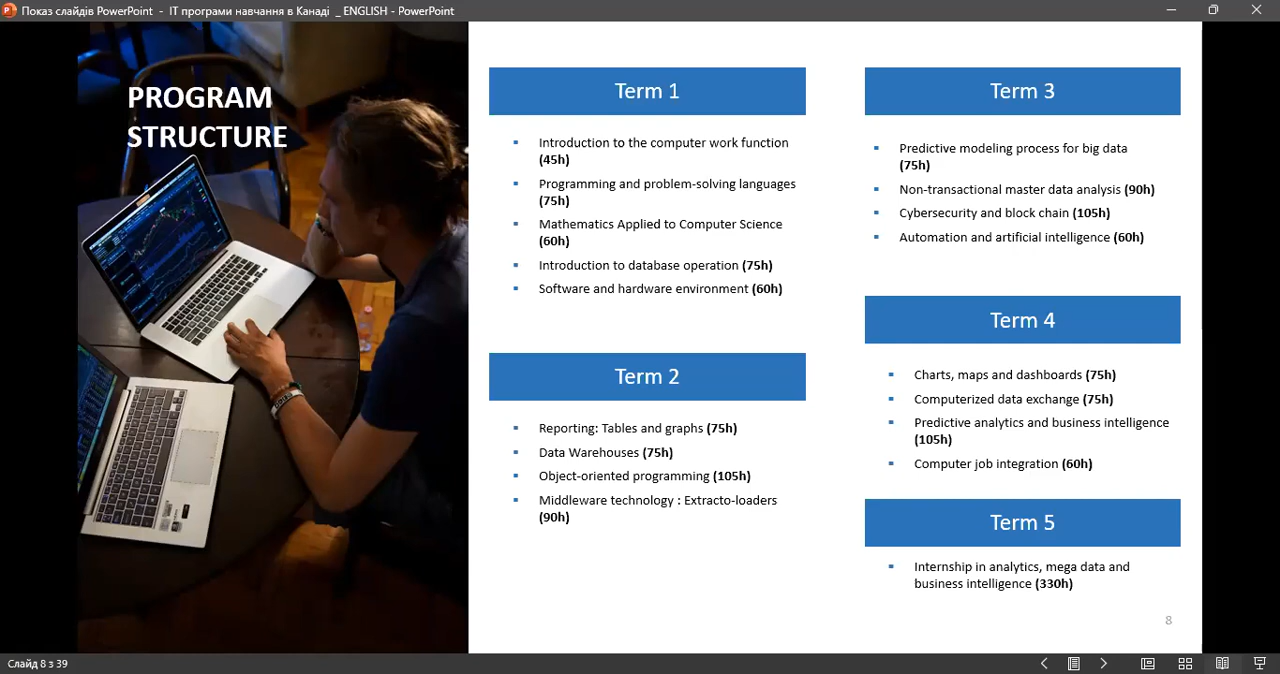 Показ слайдів PowerPoint - ІТ програми навчання в Канаді _ ENGLISH - PowerPoint
PROGRAM
STRUCTURE
Term 1
Introduction to the computer work function
(45h)
Programming and problem-solving languages
(75h)
Mathematics Applied to Computer Science
(60h)
Introduction to database operation (75h)
Software and hardware environment (60h)
Term 2
Reporting: Tables and graphs (75h)
Data Warehouses (75h)
Object-oriented programming (105h)
Middleware technology : Extracto-loaders
(90h)
Term 3
Predictive modeling process for big data
(75h)
Non-transactional master data analysis (90h)
Cybersecurity and block chain (105h)
Automation and artificial intelligence (60h)
Term 4
Charts, maps and dashboards (75h)
Computerized data exchange (75h)
Predictive analytics and business intelligence
(105h)
Computer job integration (60h)
Term 5
Internship in analytics, mega data and
business intelligence (330h)
8
Слайд 8 з 39